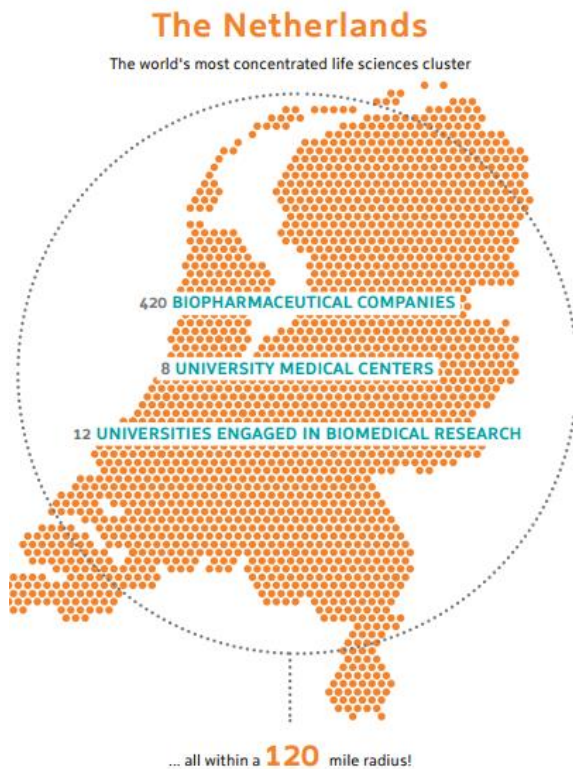 The Netherlands
The world's most concentrated life sciences cluster
420 BIOPHARMACEUTICAL COMPANIES
8 UNIVERSITY MEDICAL CENTERS
12 UNIVERSITIES ENGAGED IN BIOMEDICAL RESEARCH
... all within a 120 mile radius!